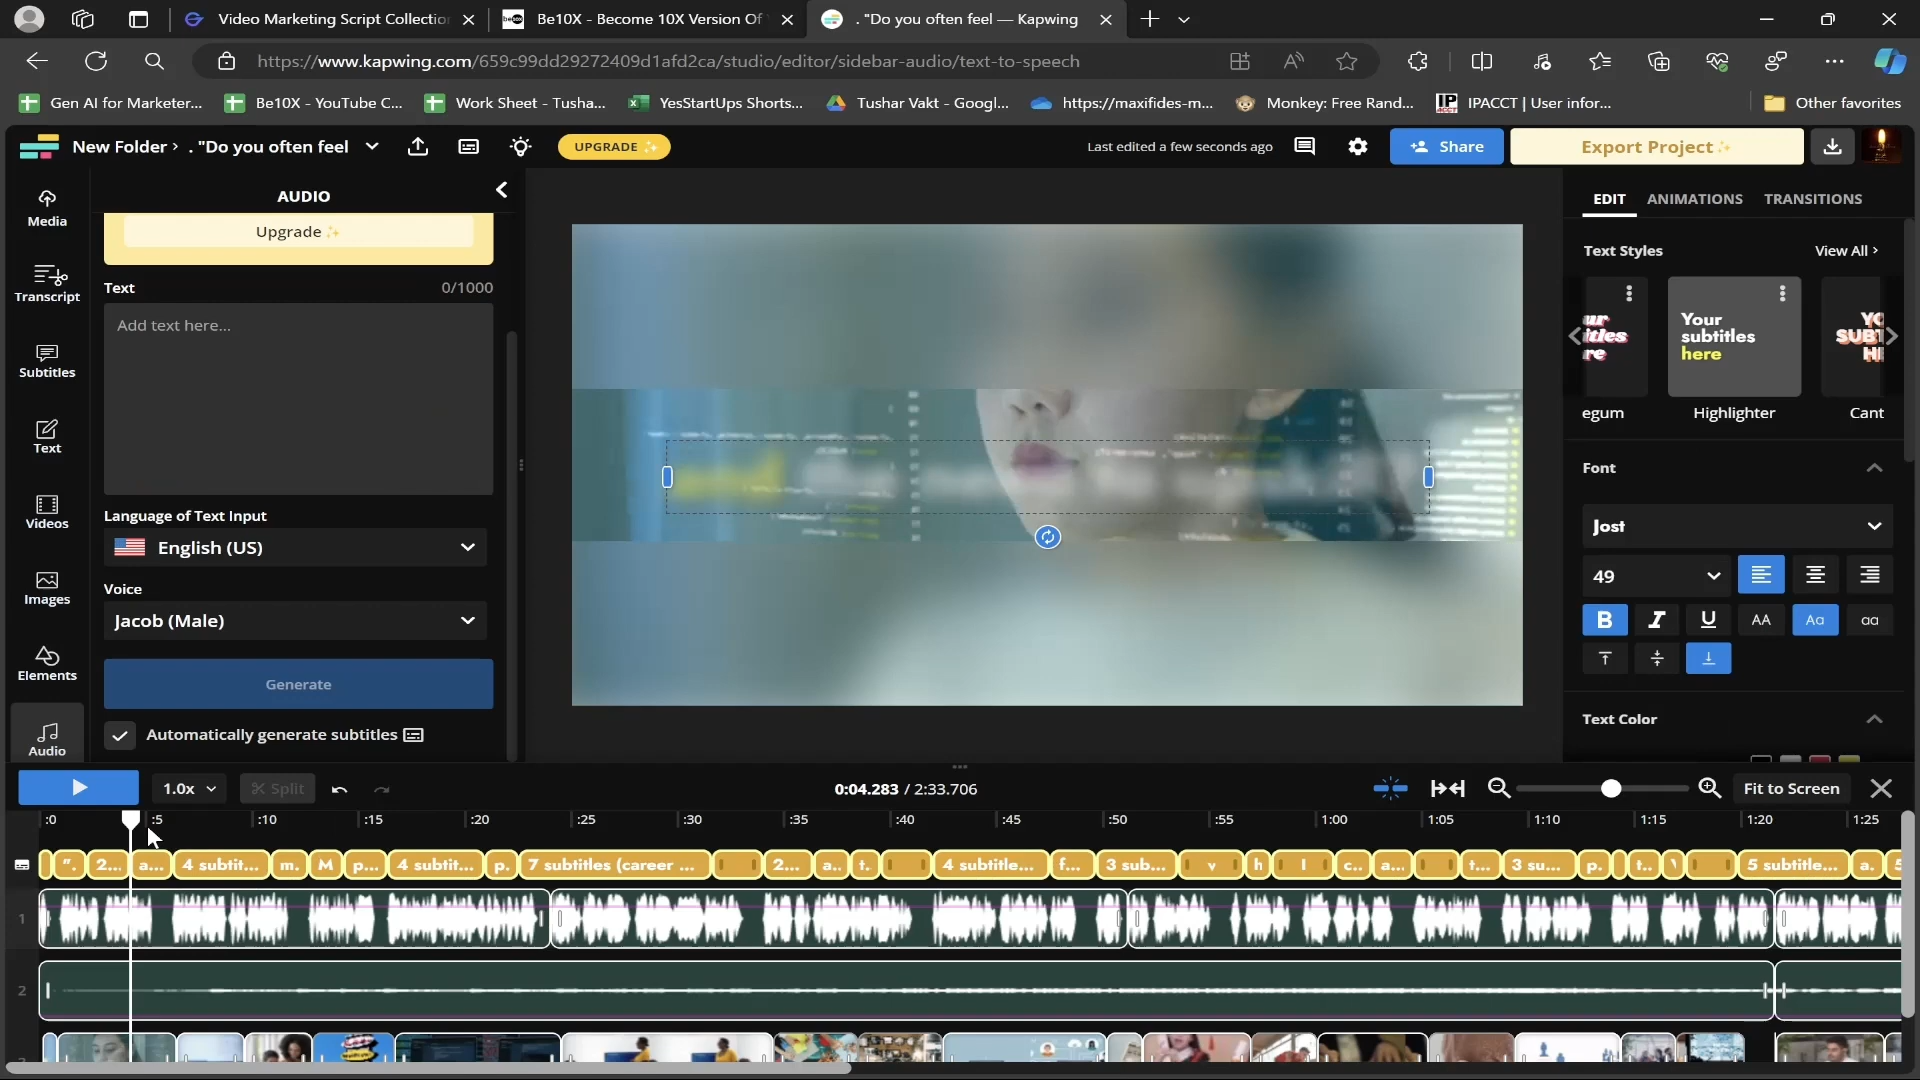 Video Marketing Script Collectio
Be10X - Become 10X Version Of
. "Do you often feel — Kapwing
https://www.kapwing.com/659c99dd29272409d1afd2ca/studio/editor/sidebar-audio/text-to-speech
Gen AI for Marketer...
Be10X - YouTube C...
Work Sheet - Tusha...
YesStartUps Shorts...
Tushar Vakt - Googl...
https://maxifides-m...
Monkey: Free Rand...
IPACCT | User infor...
Other favorites
New Folder › . "Do you often feel
UPGRADE
Last edited a few seconds ago
Share
Export Project
Media
Transcript
Subtitles
Text
Videos
Images
Elements
Audio
AUDIO
Upgrade
Text 0/1000
Add text here...
Language of Text Input
English (US)
Voice
Jacob (Male)
Generate
Automatically generate subtitles
EDIT ANIMATIONS TRANSITIONS
Text Styles View All ›
Your
subtitles
here
egum Highlighter Cant
Font
Jost
49
B I U AA Aa aa
Text Color
1.0x Split 0:04.283 / 2:33.706 Fit to Screen
:0 :5 :10 :15 :20 :25 :30 :35 :40 :45 :50 :55 1:00 1:05 1:10 1:15 1:20 1:25
". 2... a... 4 subtit... m. M p... 4 subtit... p. 7 subtitles (career ... 2... a.. t. 4 subtitle... f... 3 sub... v h I c.. a... t... 3 su... p. t.. 5 subtitle... a. 5
1
2